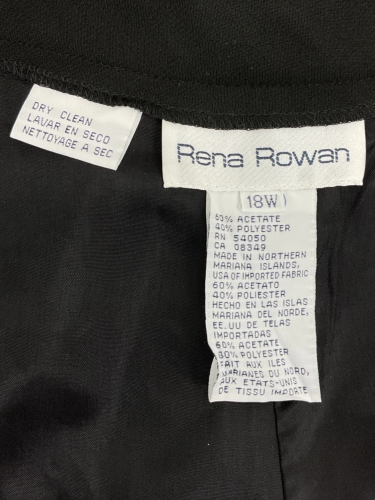 DRY CLEAN
LAVAR EN SECO
NETTOYAGE A SEC
Rena Rowan
18W
60% ACETATE
40% POLYESTER
RN 54050
CA 08349
MADE IN NORTHERN
MARIANA ISLANDS,
USA OF IMPORTED FABRIC
60% ACETATO
40% POLIESTER
HECHO EN LAS ISLAS
MARIANA DEL NORDE,
EE.UU DE TELAS
IMPORTADAS
60% ACETATE
POLYESTER
FAIT AUX ILES
MARIANES DU NORD,
AUX ETATS-UNIS
DE TISSU IMPORTE